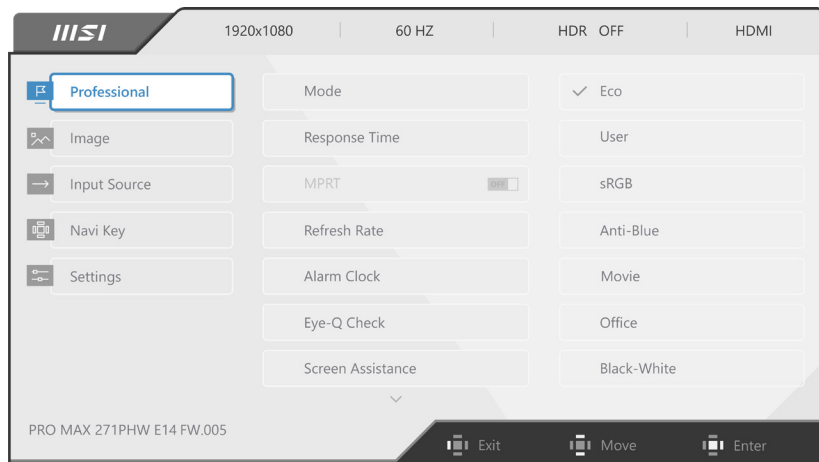 msi
1920x1080
60 HZ
HDR OFF
HDMI
Professional
Image
Input Source
Navi Key
Settings
Mode
Response Time
MPRT
OFF
Refresh Rate
Alarm Clock
Eye-Q Check
Screen Assistance
Eco
User
sRGB
Anti-Blue
Movie
Office
Black-White
PRO MAX 271PHW E14 FW.005
Exit
Move
Enter